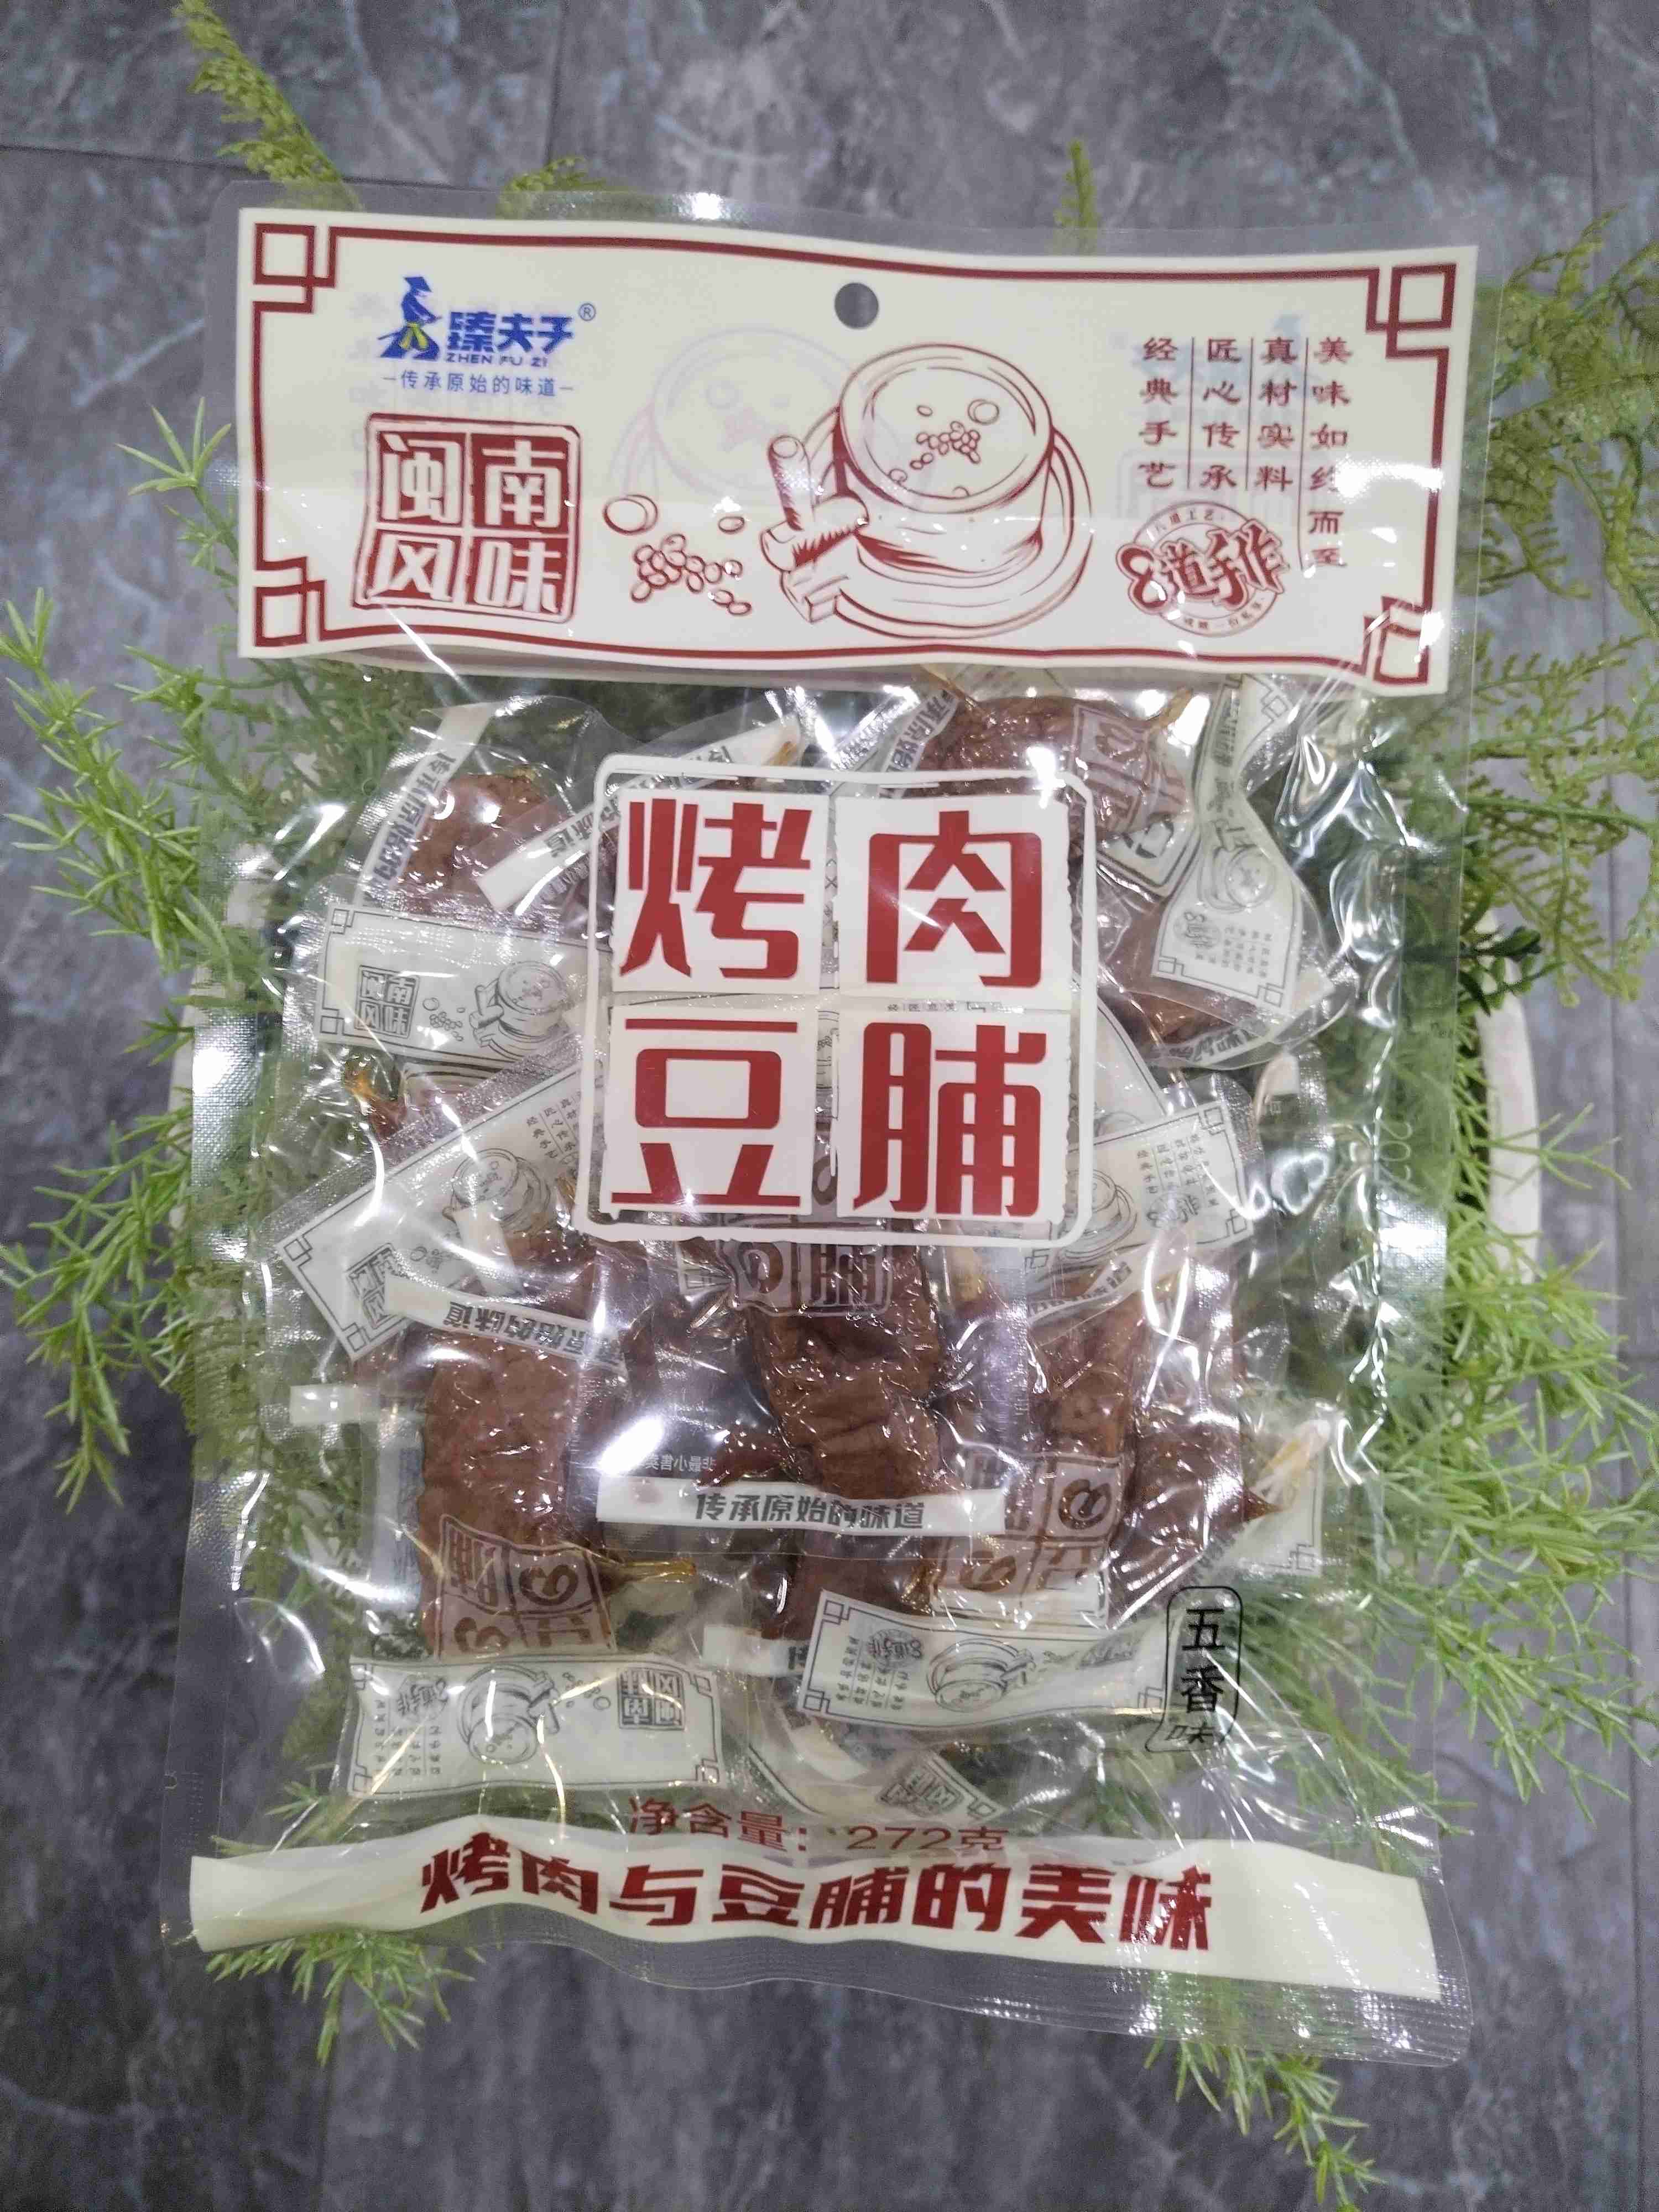 臻夫子®
ZHEN FU ZI
传承原始的味道
闽南
风味
美味如约而至
真材实料
匠心传承
经典手艺
8道手作
烤肉
豆脯
传承原始的味道
五香味
净含量：272克
烤肉与豆脯的美味